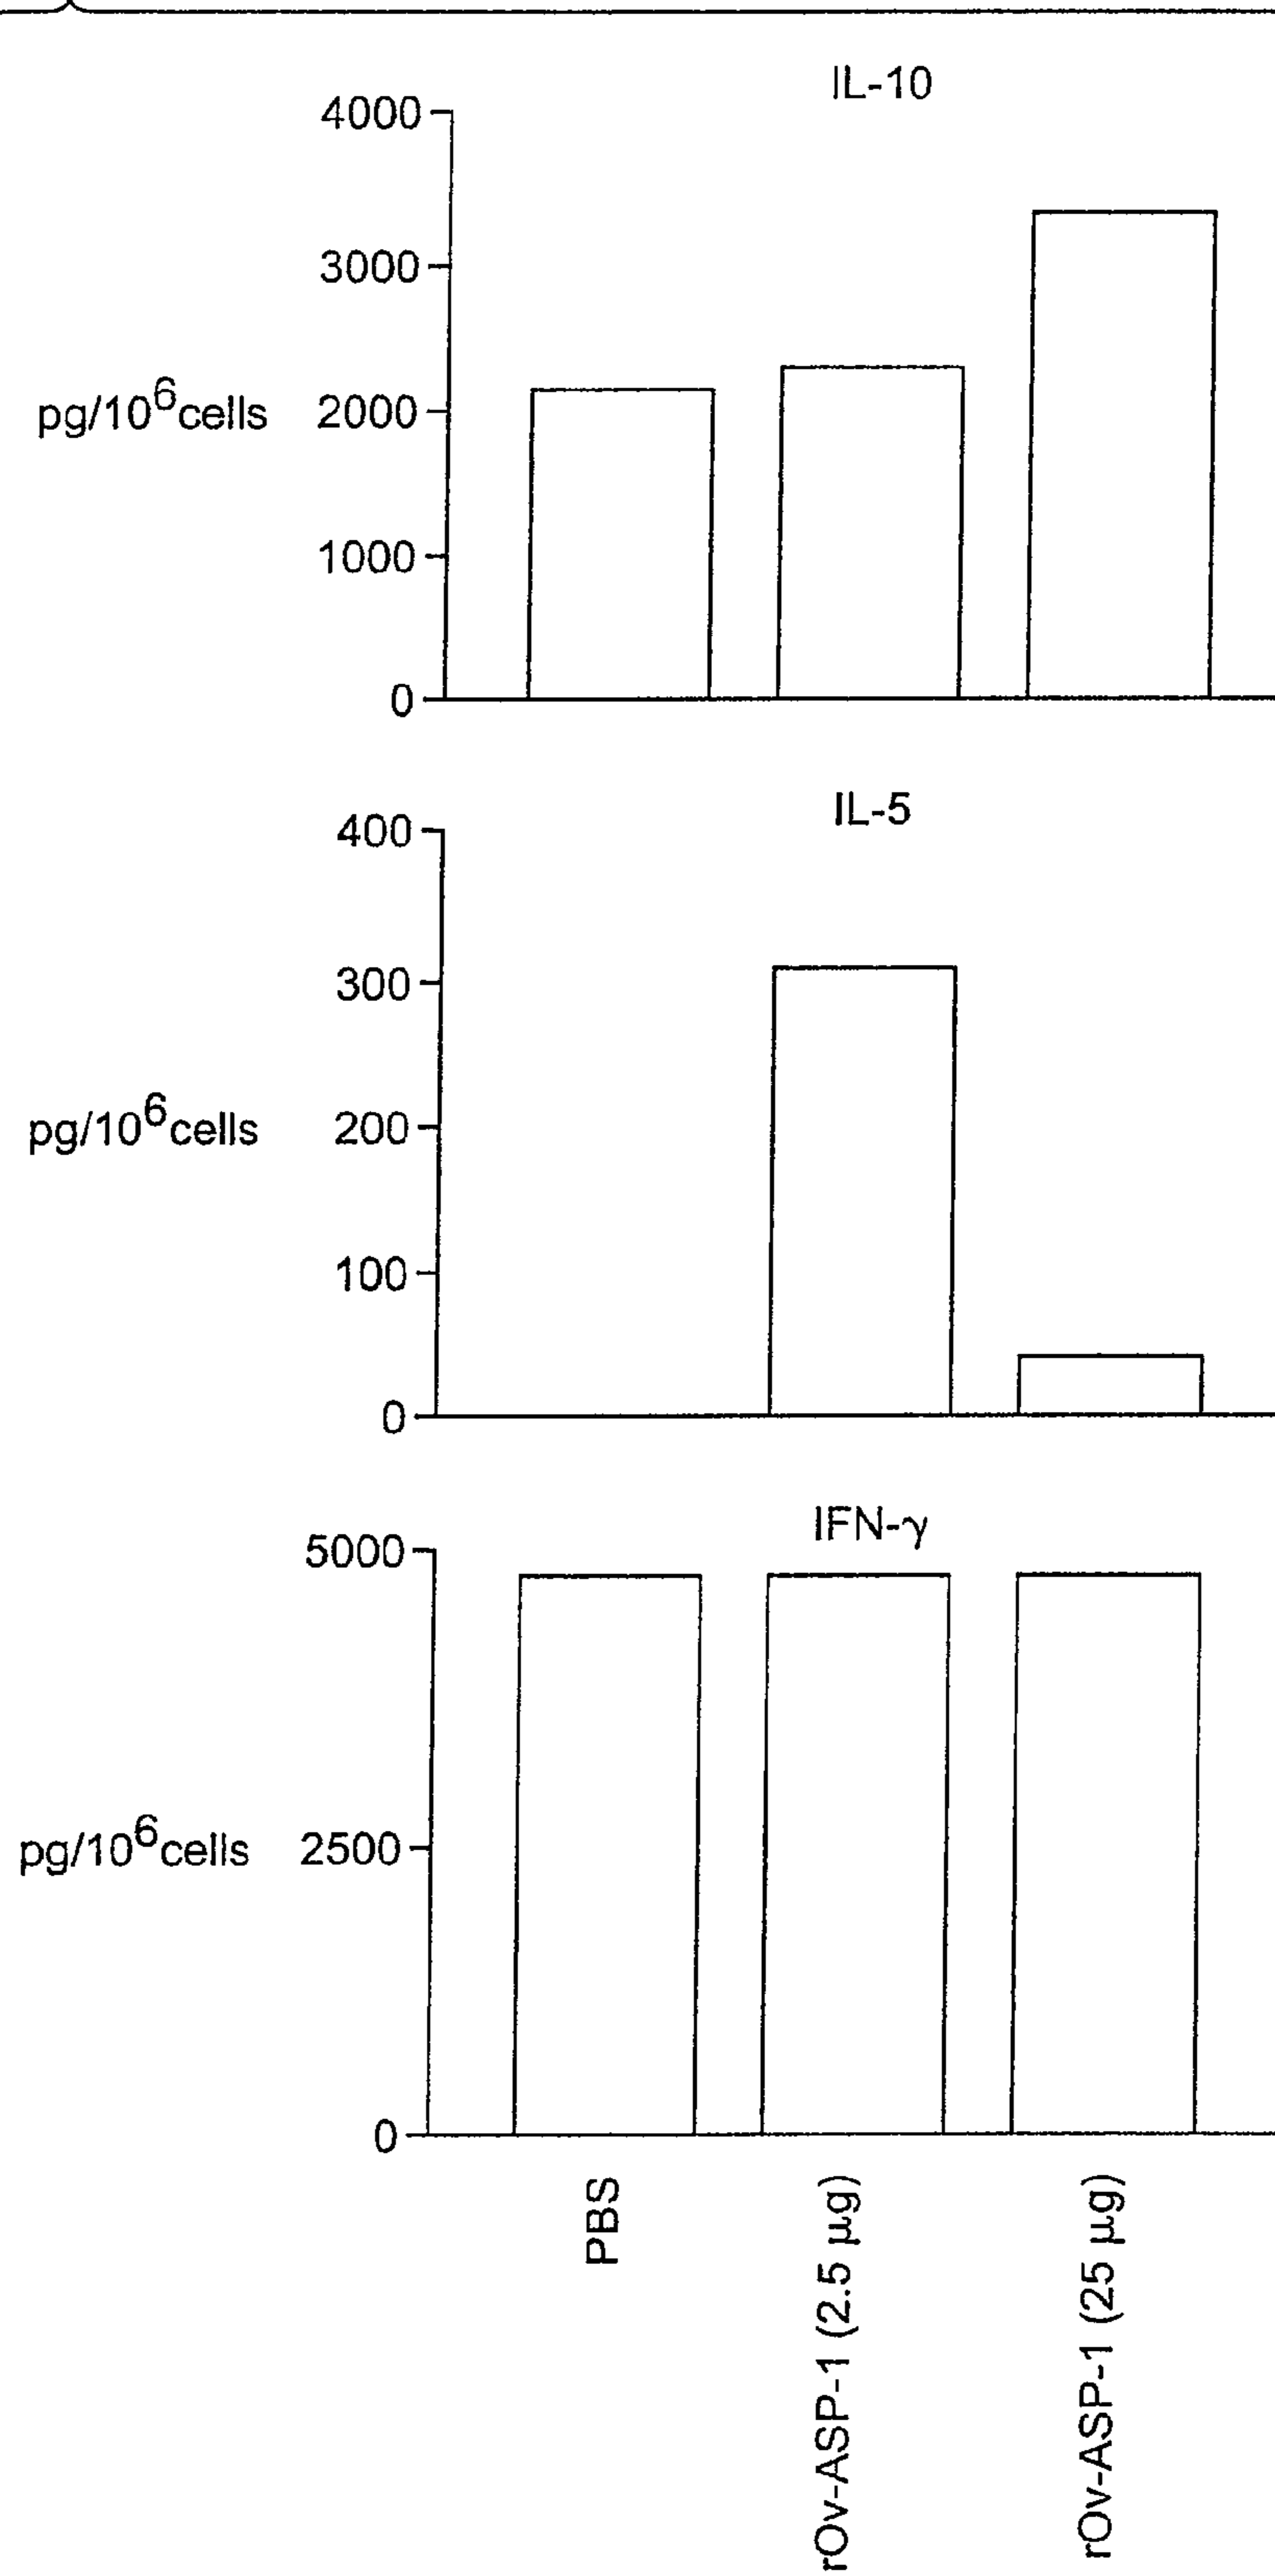 IL-10
4000
3000
pg/10⁶cells 2000
1000
0
IL-5
400
300
pg/10⁶cells 200
100
0
IFN-γ
5000
pg/10⁶cells 2500
0
PBS
rOv-ASP-1 (2.5 µg)
rOv-ASP-1 (25 µg)